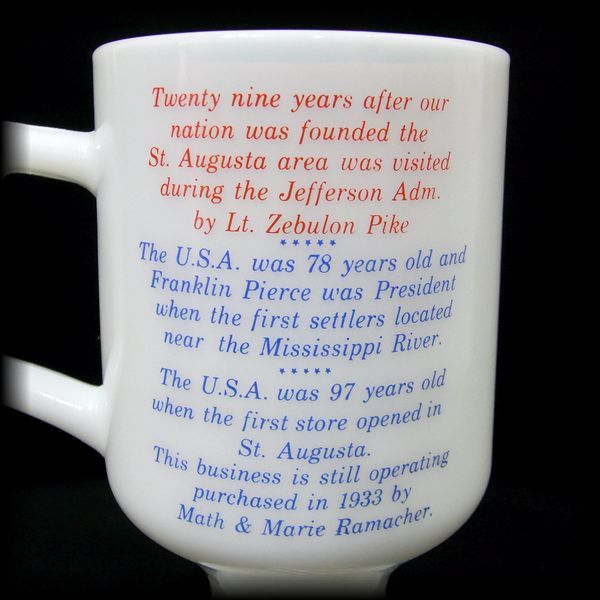 Twenty nine years after our
nation was founded the
St. Augusta area was visited
during the Jefferson Adm.
by Lt. Zebulon Pike
★★★★★
The U.S.A. was 78 years old and
Franklin Pierce was President
when the first settlers located
near the Mississippi River.
★★★★★
The U.S.A. was 97 years old
when the first store opened in
St. Augusta.
This business is still operating
purchased in 1933 by
Math & Marie Ramacher.